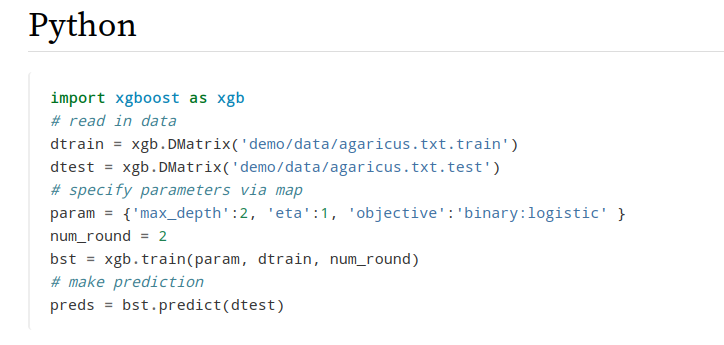 Python
import xgboost as xgb
# read in data
dtrain = xgb.DMatrix('demo/data/agaricus.txt.train')
dtest = xgb.DMatrix('demo/data/agaricus.txt.test')
# specify parameters via map
param = {'max_depth':2, 'eta':1, 'objective':'binary:logistic' }
num_round = 2
bst = xgb.train(param, dtrain, num_round)
# make prediction
preds = bst.predict(dtest)